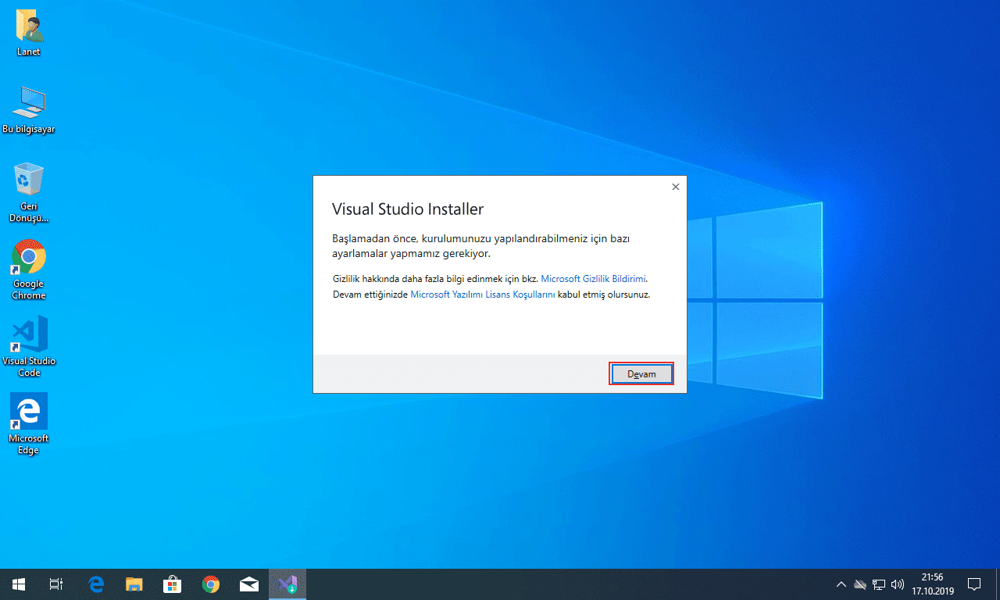 Lanet
Bu bilgisayar
Geri
Dönüşü...
Google
Chrome
Visual Studio
Code
Microsoft
Edge
Visual Studio Installer
Başlamadan önce, kurulumunuzu yapılandırabilmeniz için bazı
ayarlamalar yapmamız gerekiyor.
Gizlilik hakkında daha fazla bilgi edinmek için bkz. Microsoft Gizlilik Bildirimi.
Devam ettiğinizde Microsoft Yazılımı Lisans Koşullarını kabul etmiş olursunuz.
Devam
21:56
17.10.2019